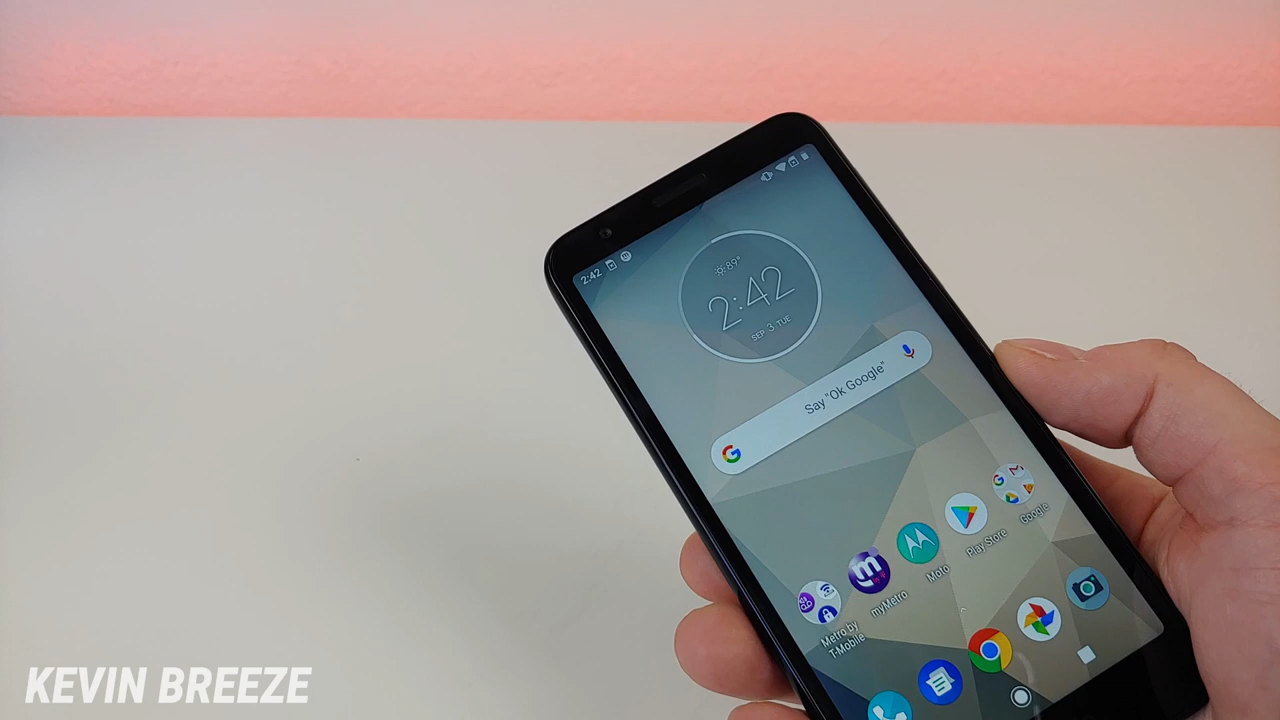 2:42
89°
2:42
SEP 3 TUE
Say "Ok Google"
Google
Play Store
Moto
myMetro
Metro by
T-Mobile
KEVIN BREEZE